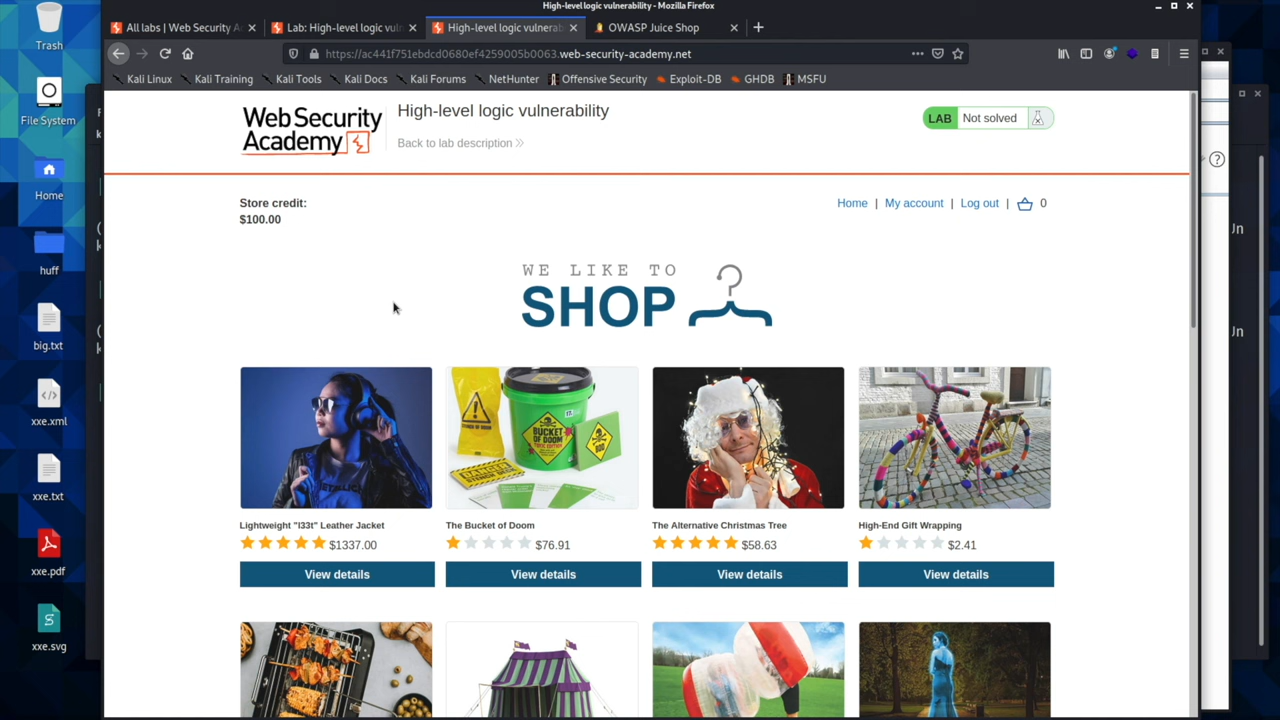 High-level logic vulnerability - Mozilla Firefox
All labs | Web Security A
Lab: High-level logic vuln
High-level logic vulnerab
OWASP Juice Shop
https://ac441f751ebdcd0680ef4259005b0063.web-security-academy.net
Kali Linux
Kali Training
Kali Tools
Kali Docs
Kali Forums
NetHunter
Offensive Security
Exploit-DB
GHDB
MSFU
Trash
File System
Home
huff
big.txt
xxe.xml
xxe.txt
xxe.pdf
xxe.svg
Web Security
Academy
High-level logic vulnerability
Back to lab description
LAB Not solved
Store credit:
$100.00
Home | My account | Log out | 0
WE LIKE TO
SHOP
BUCKET
OF DOOM
Lightweight "l33t" Leather Jacket
$1337.00
View details
The Bucket of Doom
$76.91
View details
The Alternative Christmas Tree
$58.63
View details
High-End Gift Wrapping
$2.41
View details
Un
Un